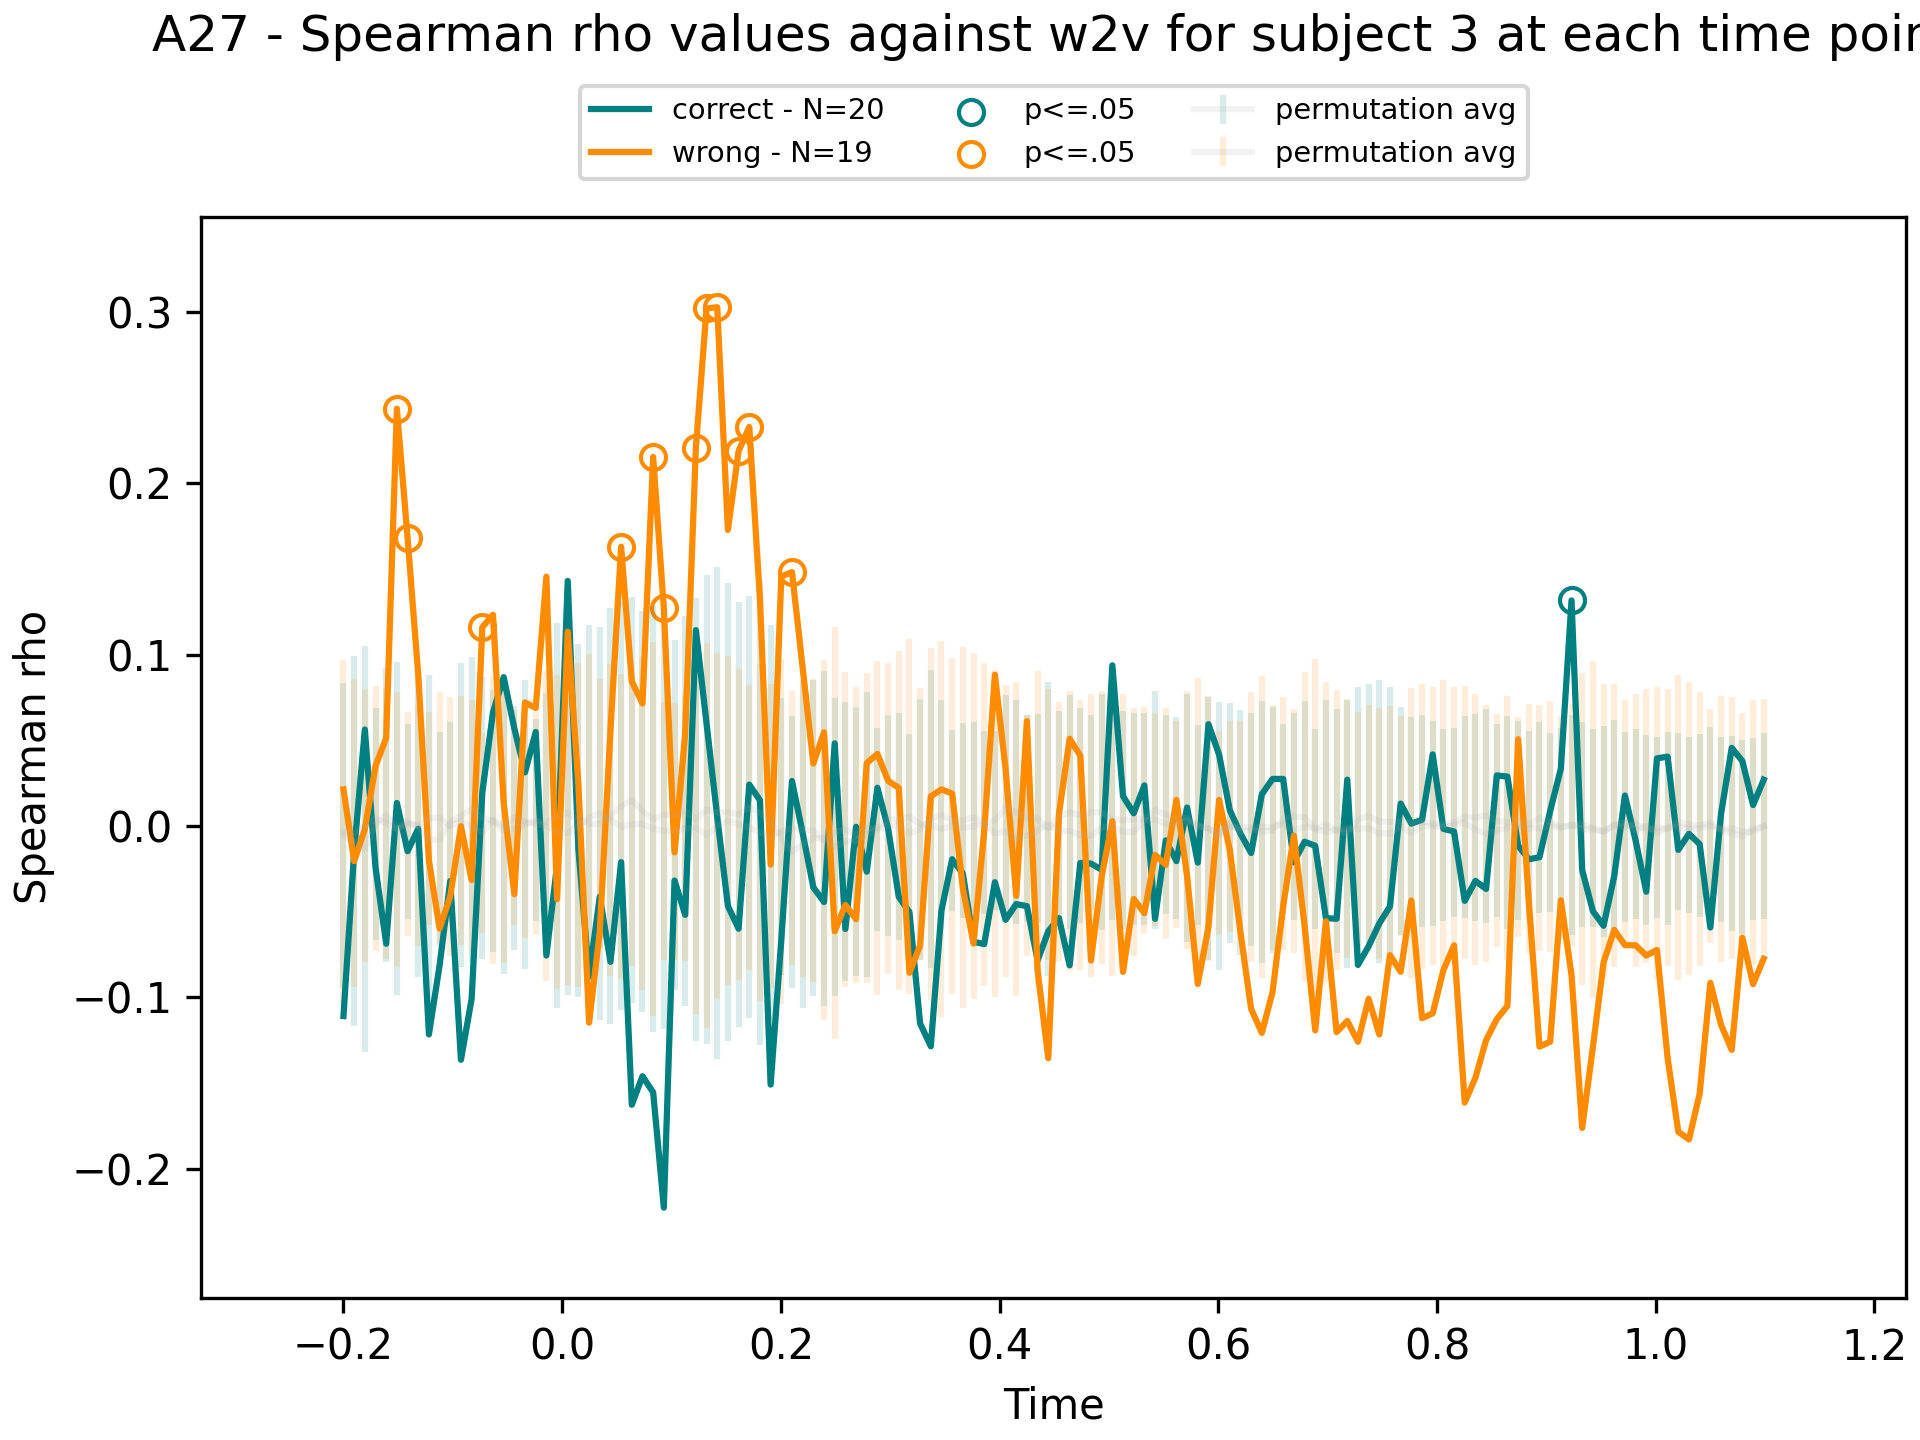 A27 - Spearman rho values against w2v for subject 3 at each time poin
correct - N=20
wrong - N=19
p<=.05
p<=.05
permutation avg
permutation avg
Spearman rho
0.3
0.2
0.1
0.0
−0.1
−0.2
−0.2 0.0 0.2 0.4 0.6 0.8 1.0 1.2
Time